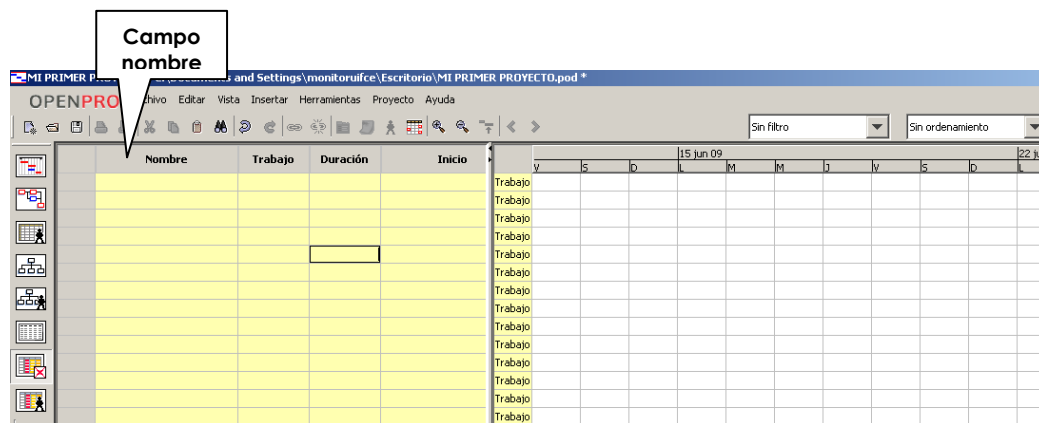 Campo
nombre
MI PRIMER P and Settings\monitoruifce\Escritorio\MI PRIMER PROYECTO.pod *
OPENPRO hivo Editar Vista Insertar Herramientas Proyecto Ayuda
Sin filtro Sin ordenamiento
Nombre Trabajo Duración Inicio 15 jun 09 22 ju
V S D L M M J V S D L
Trabajo
Trabajo
Trabajo
Trabajo
Trabajo
Trabajo
Trabajo
Trabajo
Trabajo
Trabajo
Trabajo
Trabajo
Trabajo
Trabajo